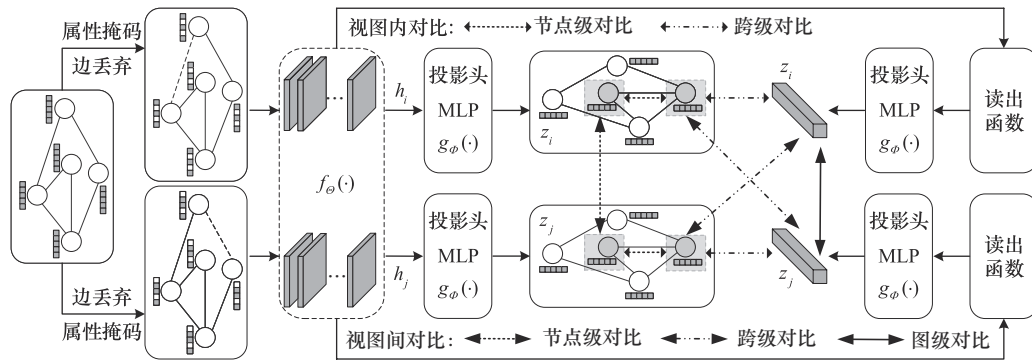 属性掩码
边丢弃
边丢弃
属性掩码
f_Θ(·)
h_i
h_j
视图内对比：
节点级对比
跨级对比
投影头
MLP
g_Φ(·)
z_i
z_i
投影头
MLP
g_Φ(·)
读出
函数
投影头
MLP
g_Φ(·)
z_j
z_j
投影头
MLP
g_Φ(·)
读出
函数
视图间对比：
节点级对比
跨级对比
图级对比